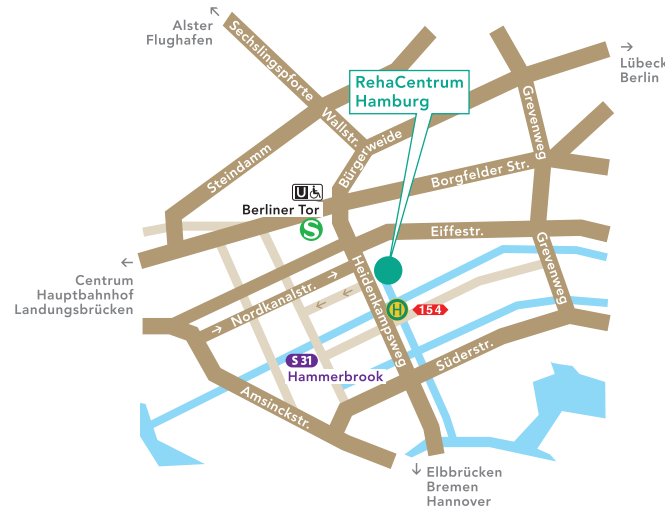 Alster
Flughafen
Sechslingspforte
Lübeck
Berlin
RehaCentrum
Hamburg
Wallstr.
Grevenweg
Bürgerweide
Steindamm
Borgfelder Str.
U
Berliner Tor
S
Eiffestr.
Grevenweg
Centrum
Hauptbahnhof
Landungsbrücken
Heidenkampsweg
Nordkanalstr.
H
154
S 31
Hammerbrook
Süderstr.
Amsinckstr.
Elbbrücken
Bremen
Hannover